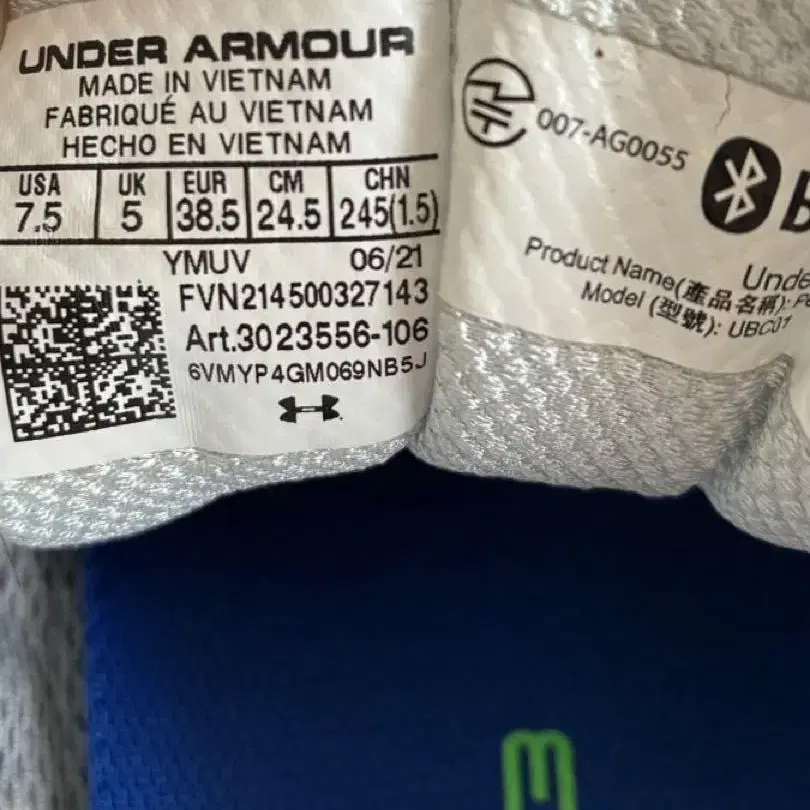 UNDER ARMOUR
MADE IN VIETNAM
FABRIQUÉ AU VIETNAM
HECHO EN VIETNAM
USA UK EUR CM CHN
7.5 5 38.5 24.5 245(1.5)
YMUV 06/21
FVN214500327143
Art.3023556-106
6VMYP4GM069NB5J
007-AG0055
Product Name(產品名稱):
Model (型號): UBC01